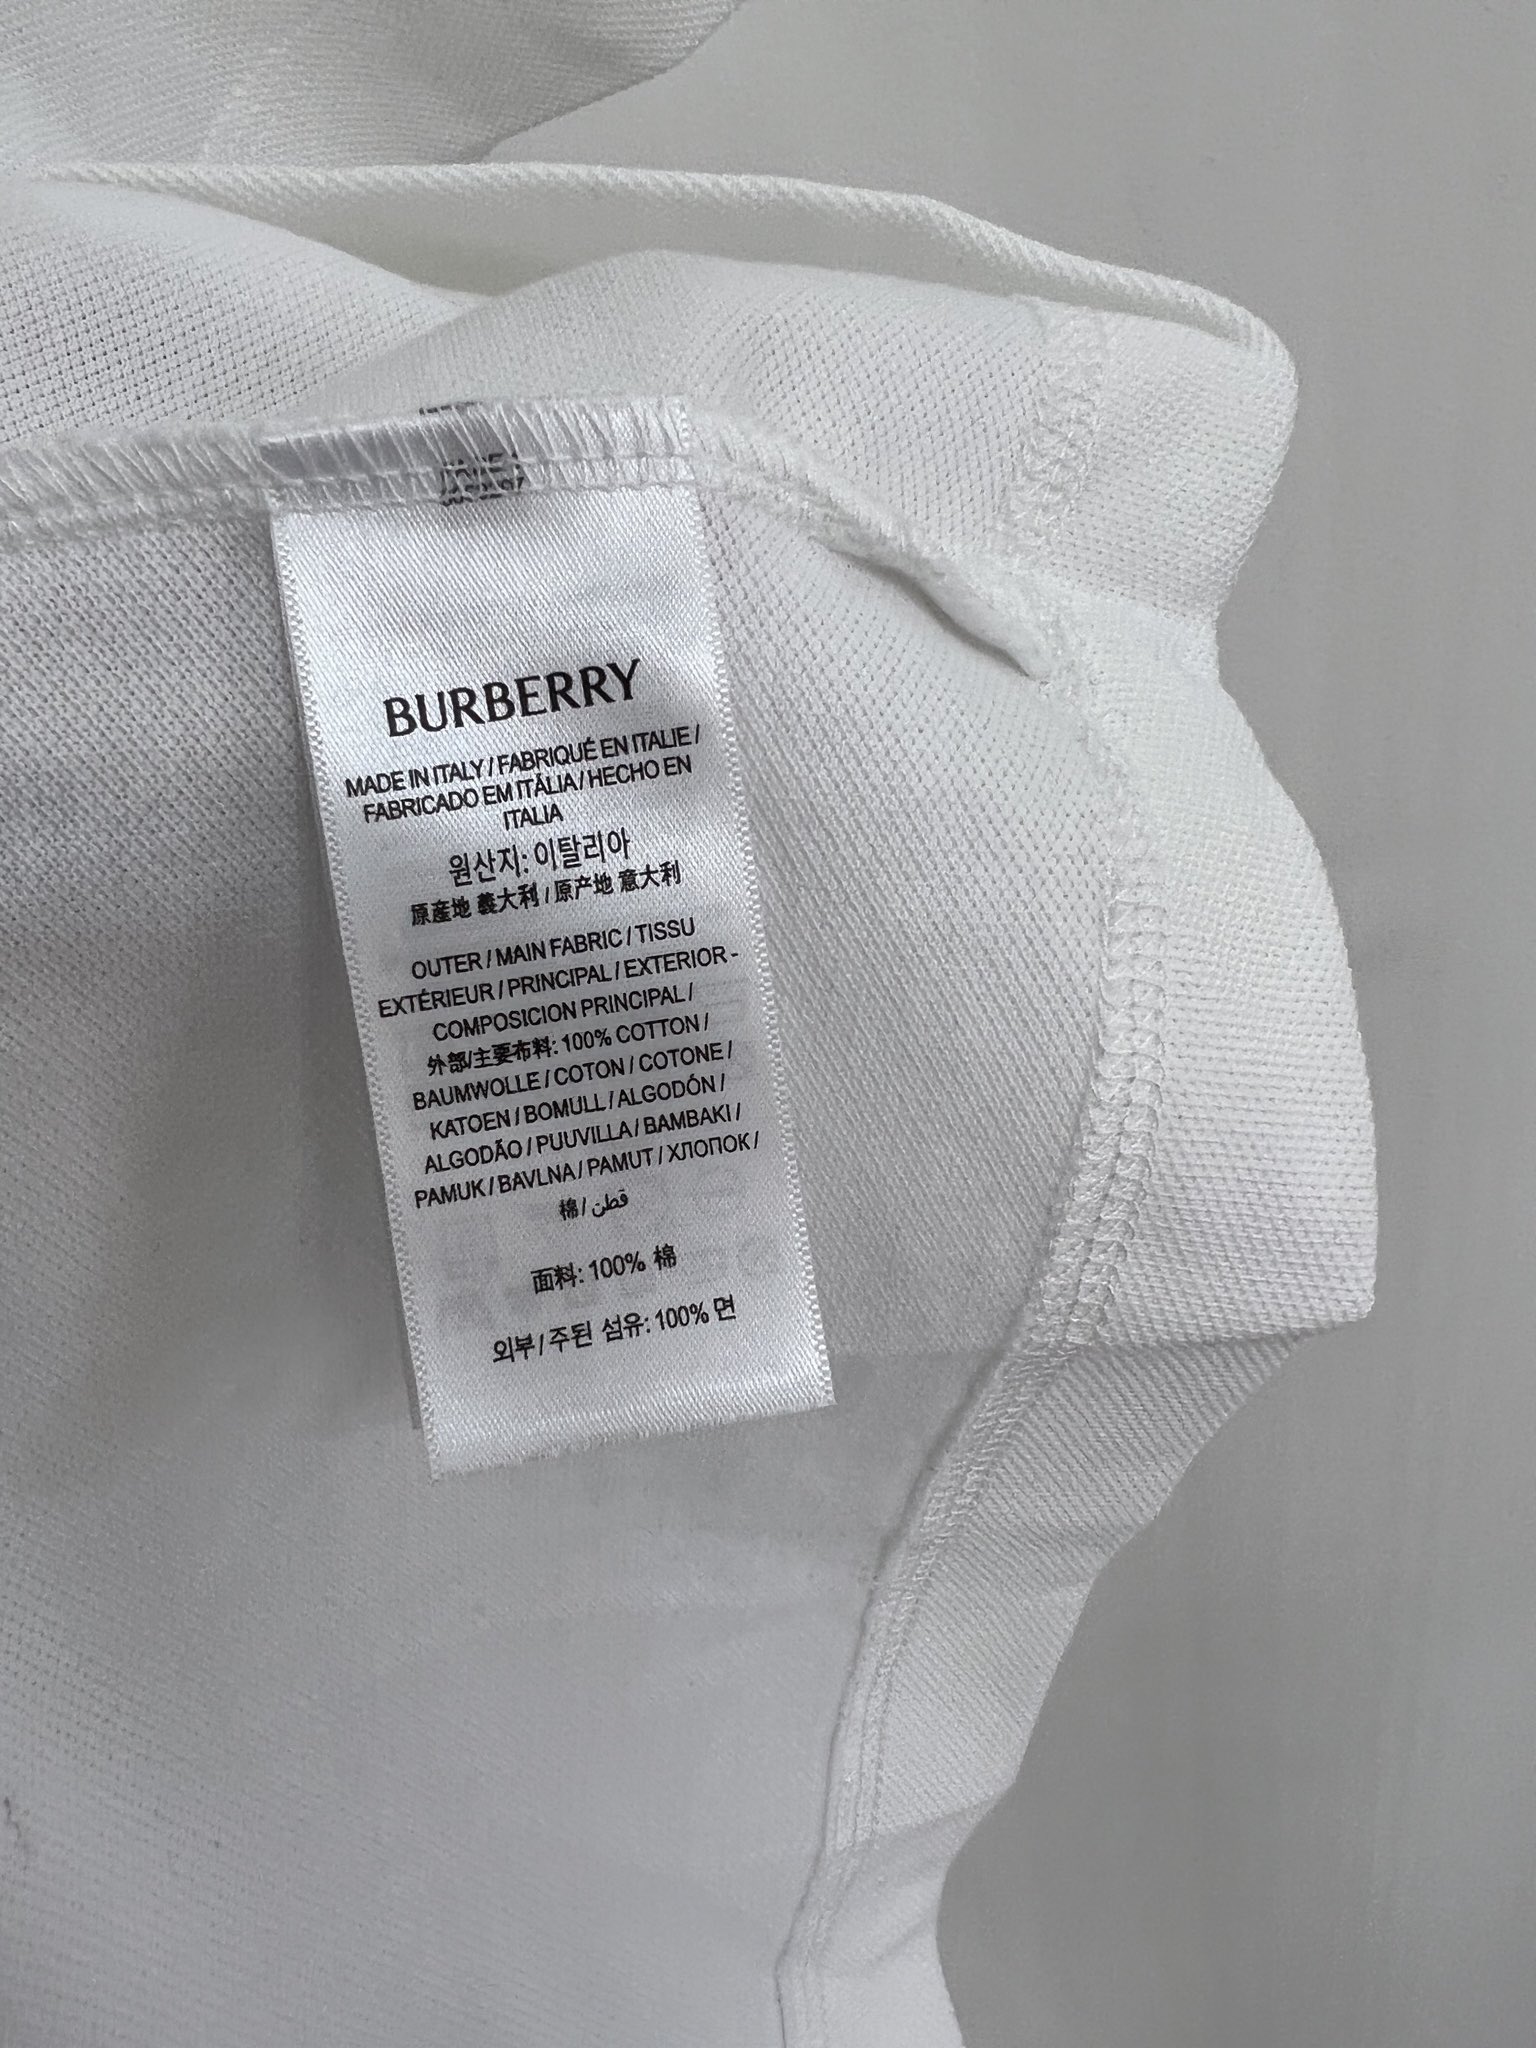 BURBERRY
MADE IN ITALY / FABRIQUÉ EN ITALIE /
FABRICADO EM ITÁLIA / HECHO EN
ITALIA
원산지: 이탈리아
原産地 義大利 / 原产地 意大利
OUTER / MAIN FABRIC / TISSU
EXTÉRIEUR / PRINCIPAL / EXTERIOR -
COMPOSICION PRINCIPAL /
外部/主要布料: 100% COTTON /
BAUMWOLLE / COTON / COTONE /
KATOEN / BOMULL / ALGODÓN /
ALGODÃO / PUUVILLA / BAMBAKI /
PAMUK / BAVLNA / PAMUT / ХЛОПОК /
棉 / قطن
面料: 100% 棉
외부 / 주된 섬유: 100% 면